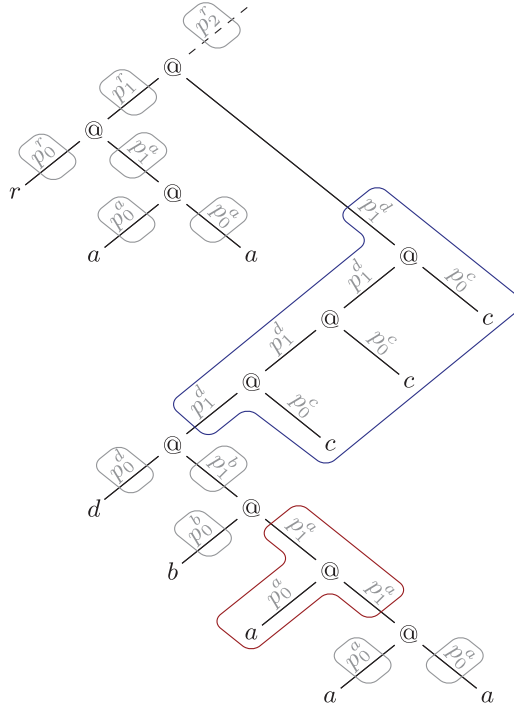 p_2^r
@
p_1^r
@
p_0^r p_1^a
r @
p_0^a p_0^a
p_1^d
a a @
p_1^d p_0^c
@ c
p_1^d p_0^c
@ c
p_1^d p_0^c
@ c
p_0^d p_1^b
d @
p_0^b p_1^a
b @
p_0^a p_1^a
a @
p_0^a p_0^a
a a